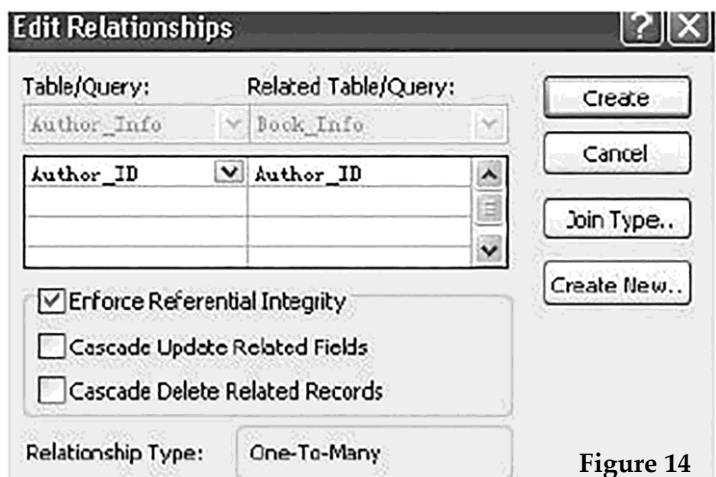 Edit Relationships
Table/Query: Related Table/Query:
Author_Info Book_Info
Author_ID Author_ID
Create
Cancel
Join Type..
Create New..
Enforce Referential Integrity
Cascade Update Related Fields
Cascade Delete Related Records
Relationship Type: One-To-Many
Figure 14